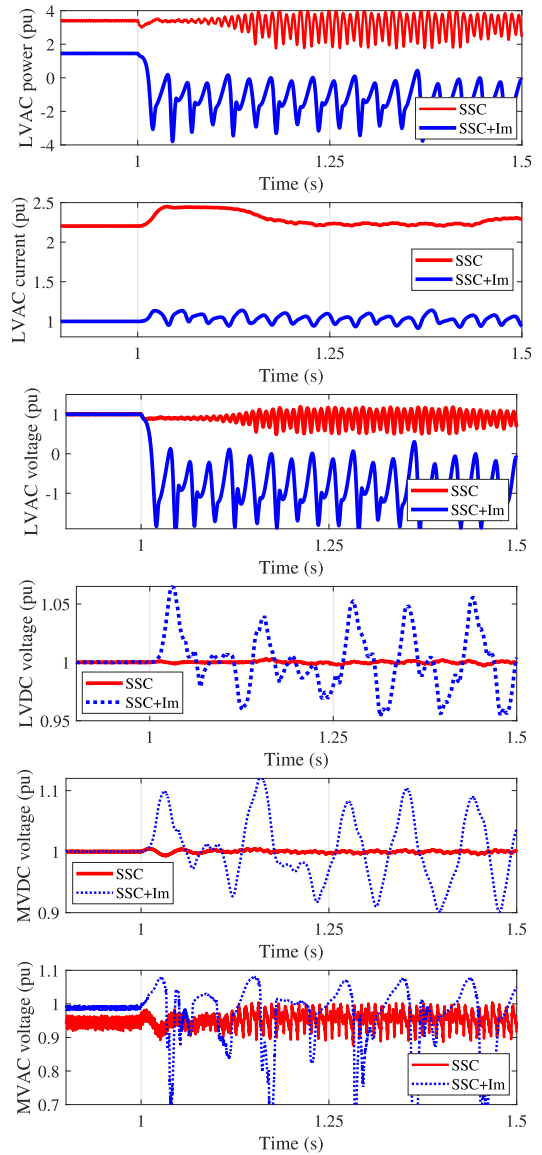 LVAC power (pu)
4
2
0
-2
-4
SSC
SSC+Im
1
1.25
1.5
Time (s)
LVAC current (pu)
2.5
2
1.5
1
SSC
SSC+Im
1
1.25
1.5
Time (s)
LVAC voltage (pu)
1
0
-1
SSC
SSC+Im
1
1.25
1.5
Time (s)
LVDC voltage (pu)
1.05
1
0.95
SSC
SSC+Im
1
1.25
1.5
Time (s)
MVDC voltage (pu)
1.1
1
0.9
SSC
SSC+Im
1
1.25
1.5
Time (s)
MVAC voltage (pu)
1.1
1
0.9
0.8
0.7
SSC
SSC+Im
1
1.25
1.5
Time (s)